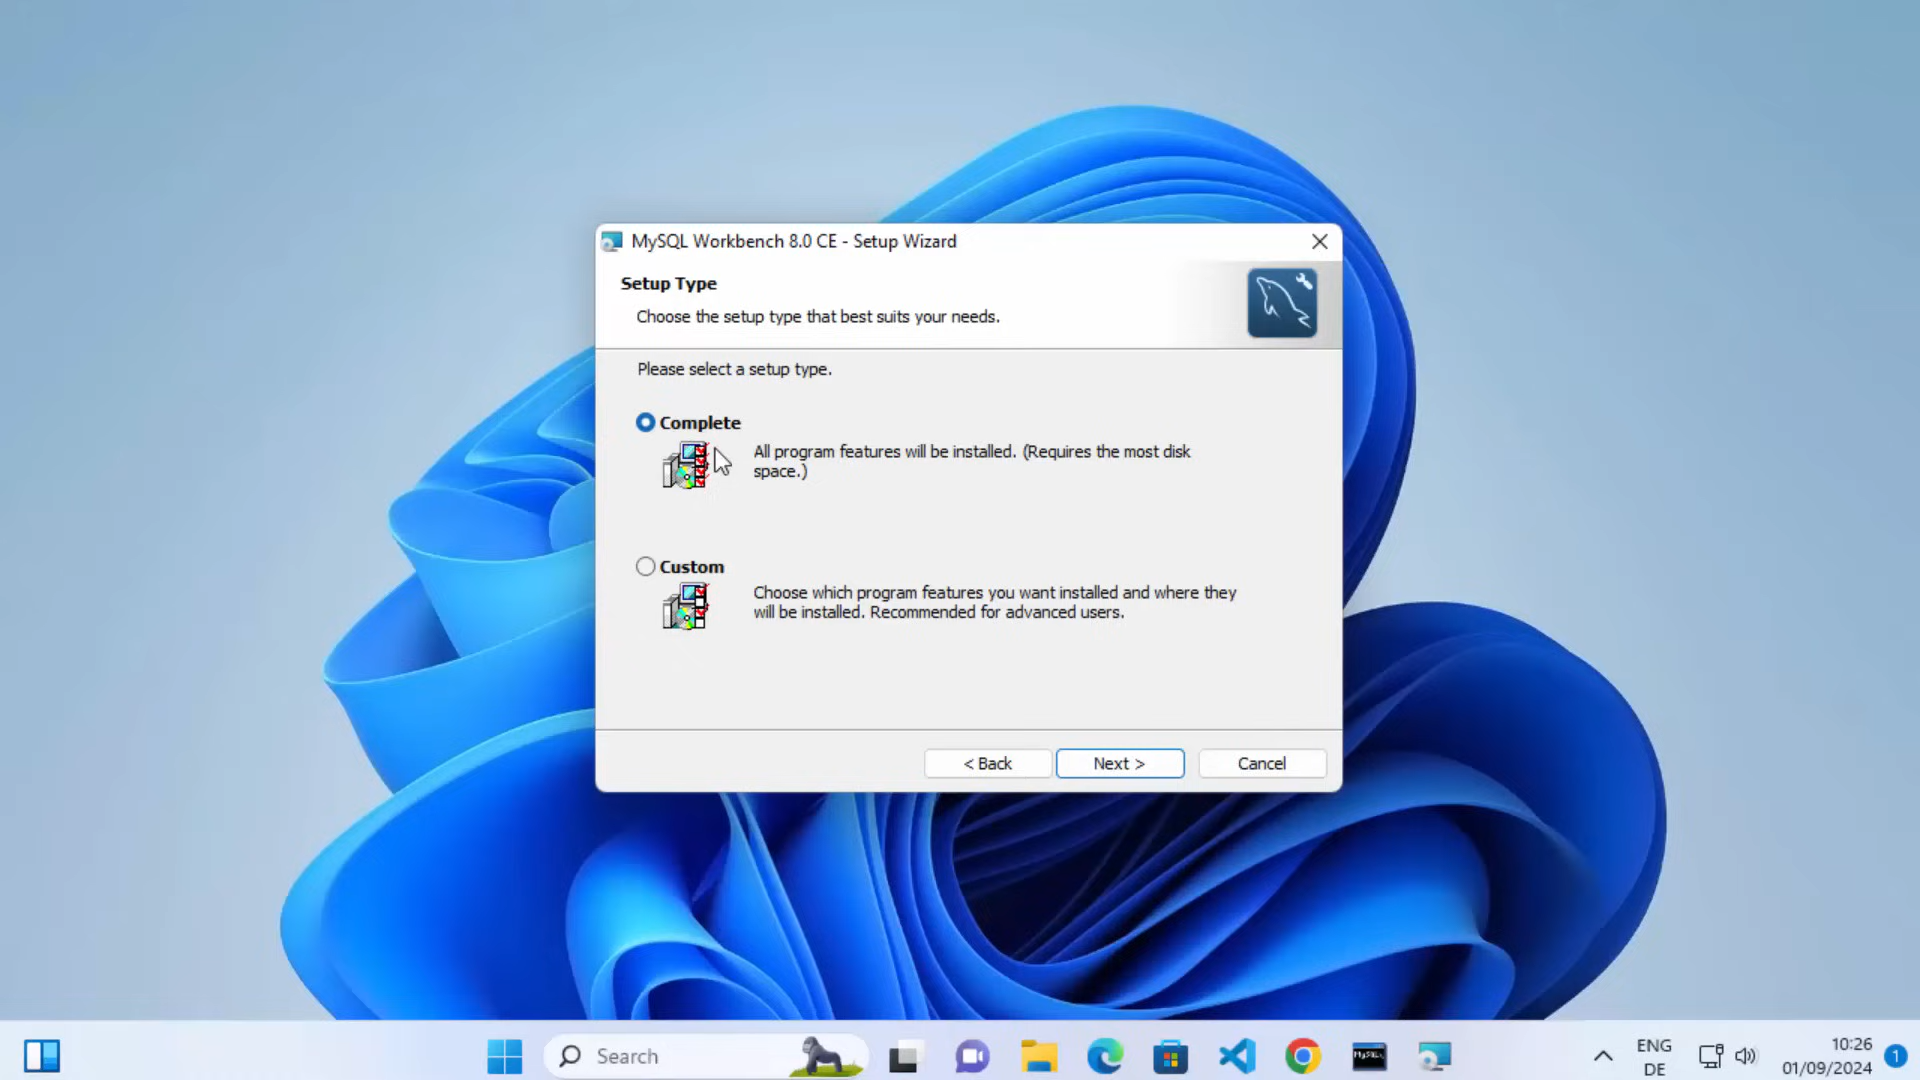 MySQL Workbench 8.0 CE - Setup Wizard
Setup Type
Choose the setup type that best suits your needs.
Please select a setup type.
Complete
All program features will be installed. (Requires the most disk
space.)
Custom
Choose which program features you want installed and where they
will be installed. Recommended for advanced users.
< Back
Next >
Cancel
Search
MySQL
ENG
DE
10:26
01/09/2024
1